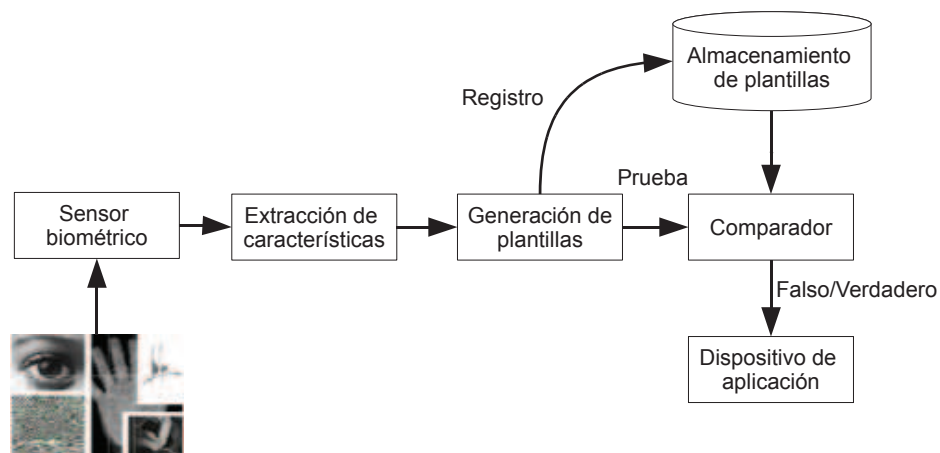 Almacenamiento
de plantillas
Registro
Prueba
Sensor
biométrico
Extracción de
características
Generación de
plantillas
Comparador
Falso/Verdadero
Dispositivo de
aplicación